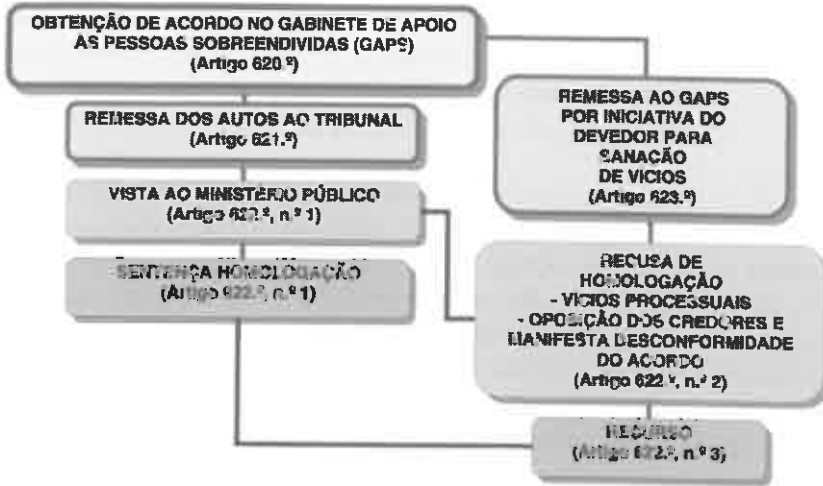 OBTENÇÃO DE ACORDO NO GABINETE DE APOIO
ÀS PESSOAS SOBREENDIVIDAS (GAPS)
(Artigo 620.º)
REMESSA DOS AUTOS AO TRIBUNAL
(Artigo 621.º)
VISTA AO MINISTÉRIO PÚBLICO
(Artigo 622.º, n.º 1)
SENTENÇA HOMOLOGAÇÃO
(Artigo 622.º, n.º 1)
REMESSA AO GAPS
POR INICIATIVA DO
DEVEDOR PARA
SANAÇÃO
DE VICIOS
(Artigo 623.º)
RECUSA DE
HOMOLOGAÇÃO
- VICIOS PROCESSUAIS
- OPOSIÇÃO DOS CREDORES E
MANIFESTA DESCONFORMIDADE
DO ACORDO
(Artigo 622.º, n.º 2)
RECURSO
(Artigo 622.º, n.º 3)